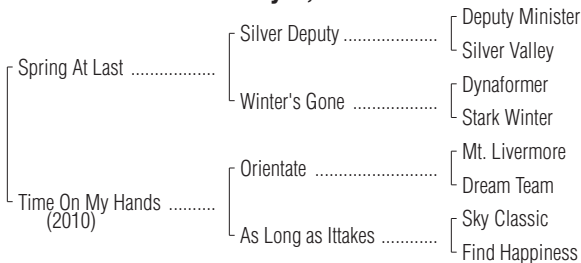 Deputy Minister
Silver Deputy ..................
Silver Valley
Spring At Last ..................
Dynaformer
Winter's Gone ..................
Stark Winter
Mt. Livermore
Orientate ..........................
Dream Team
Time On My Hands ..........
(2010)
Sky Classic
As Long as Ittakes ............
Find Happiness